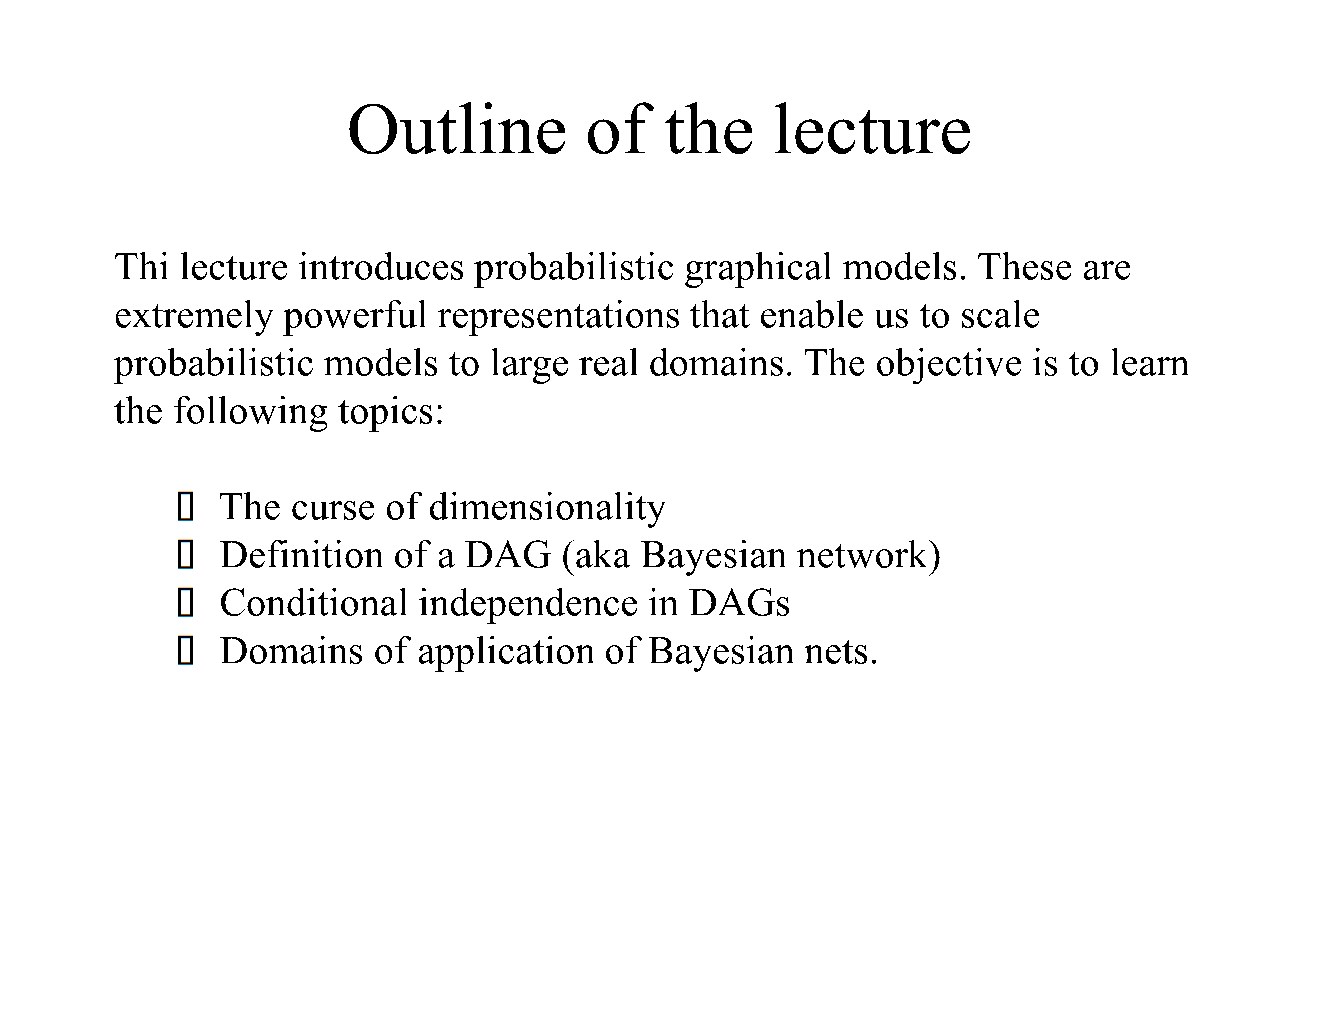 Outline of the lecture
Thi lecture introduces probabilistic graphical models. These are
extremely powerful representations that enable us to scale
probabilistic models to large real domains. The objective is to learn
the following topics:
▯ The curse of dimensionality
▯ Definition of a DAG (aka Bayesian network)
▯ Conditional independence in DAGs
▯ Domains of application of Bayesian nets.